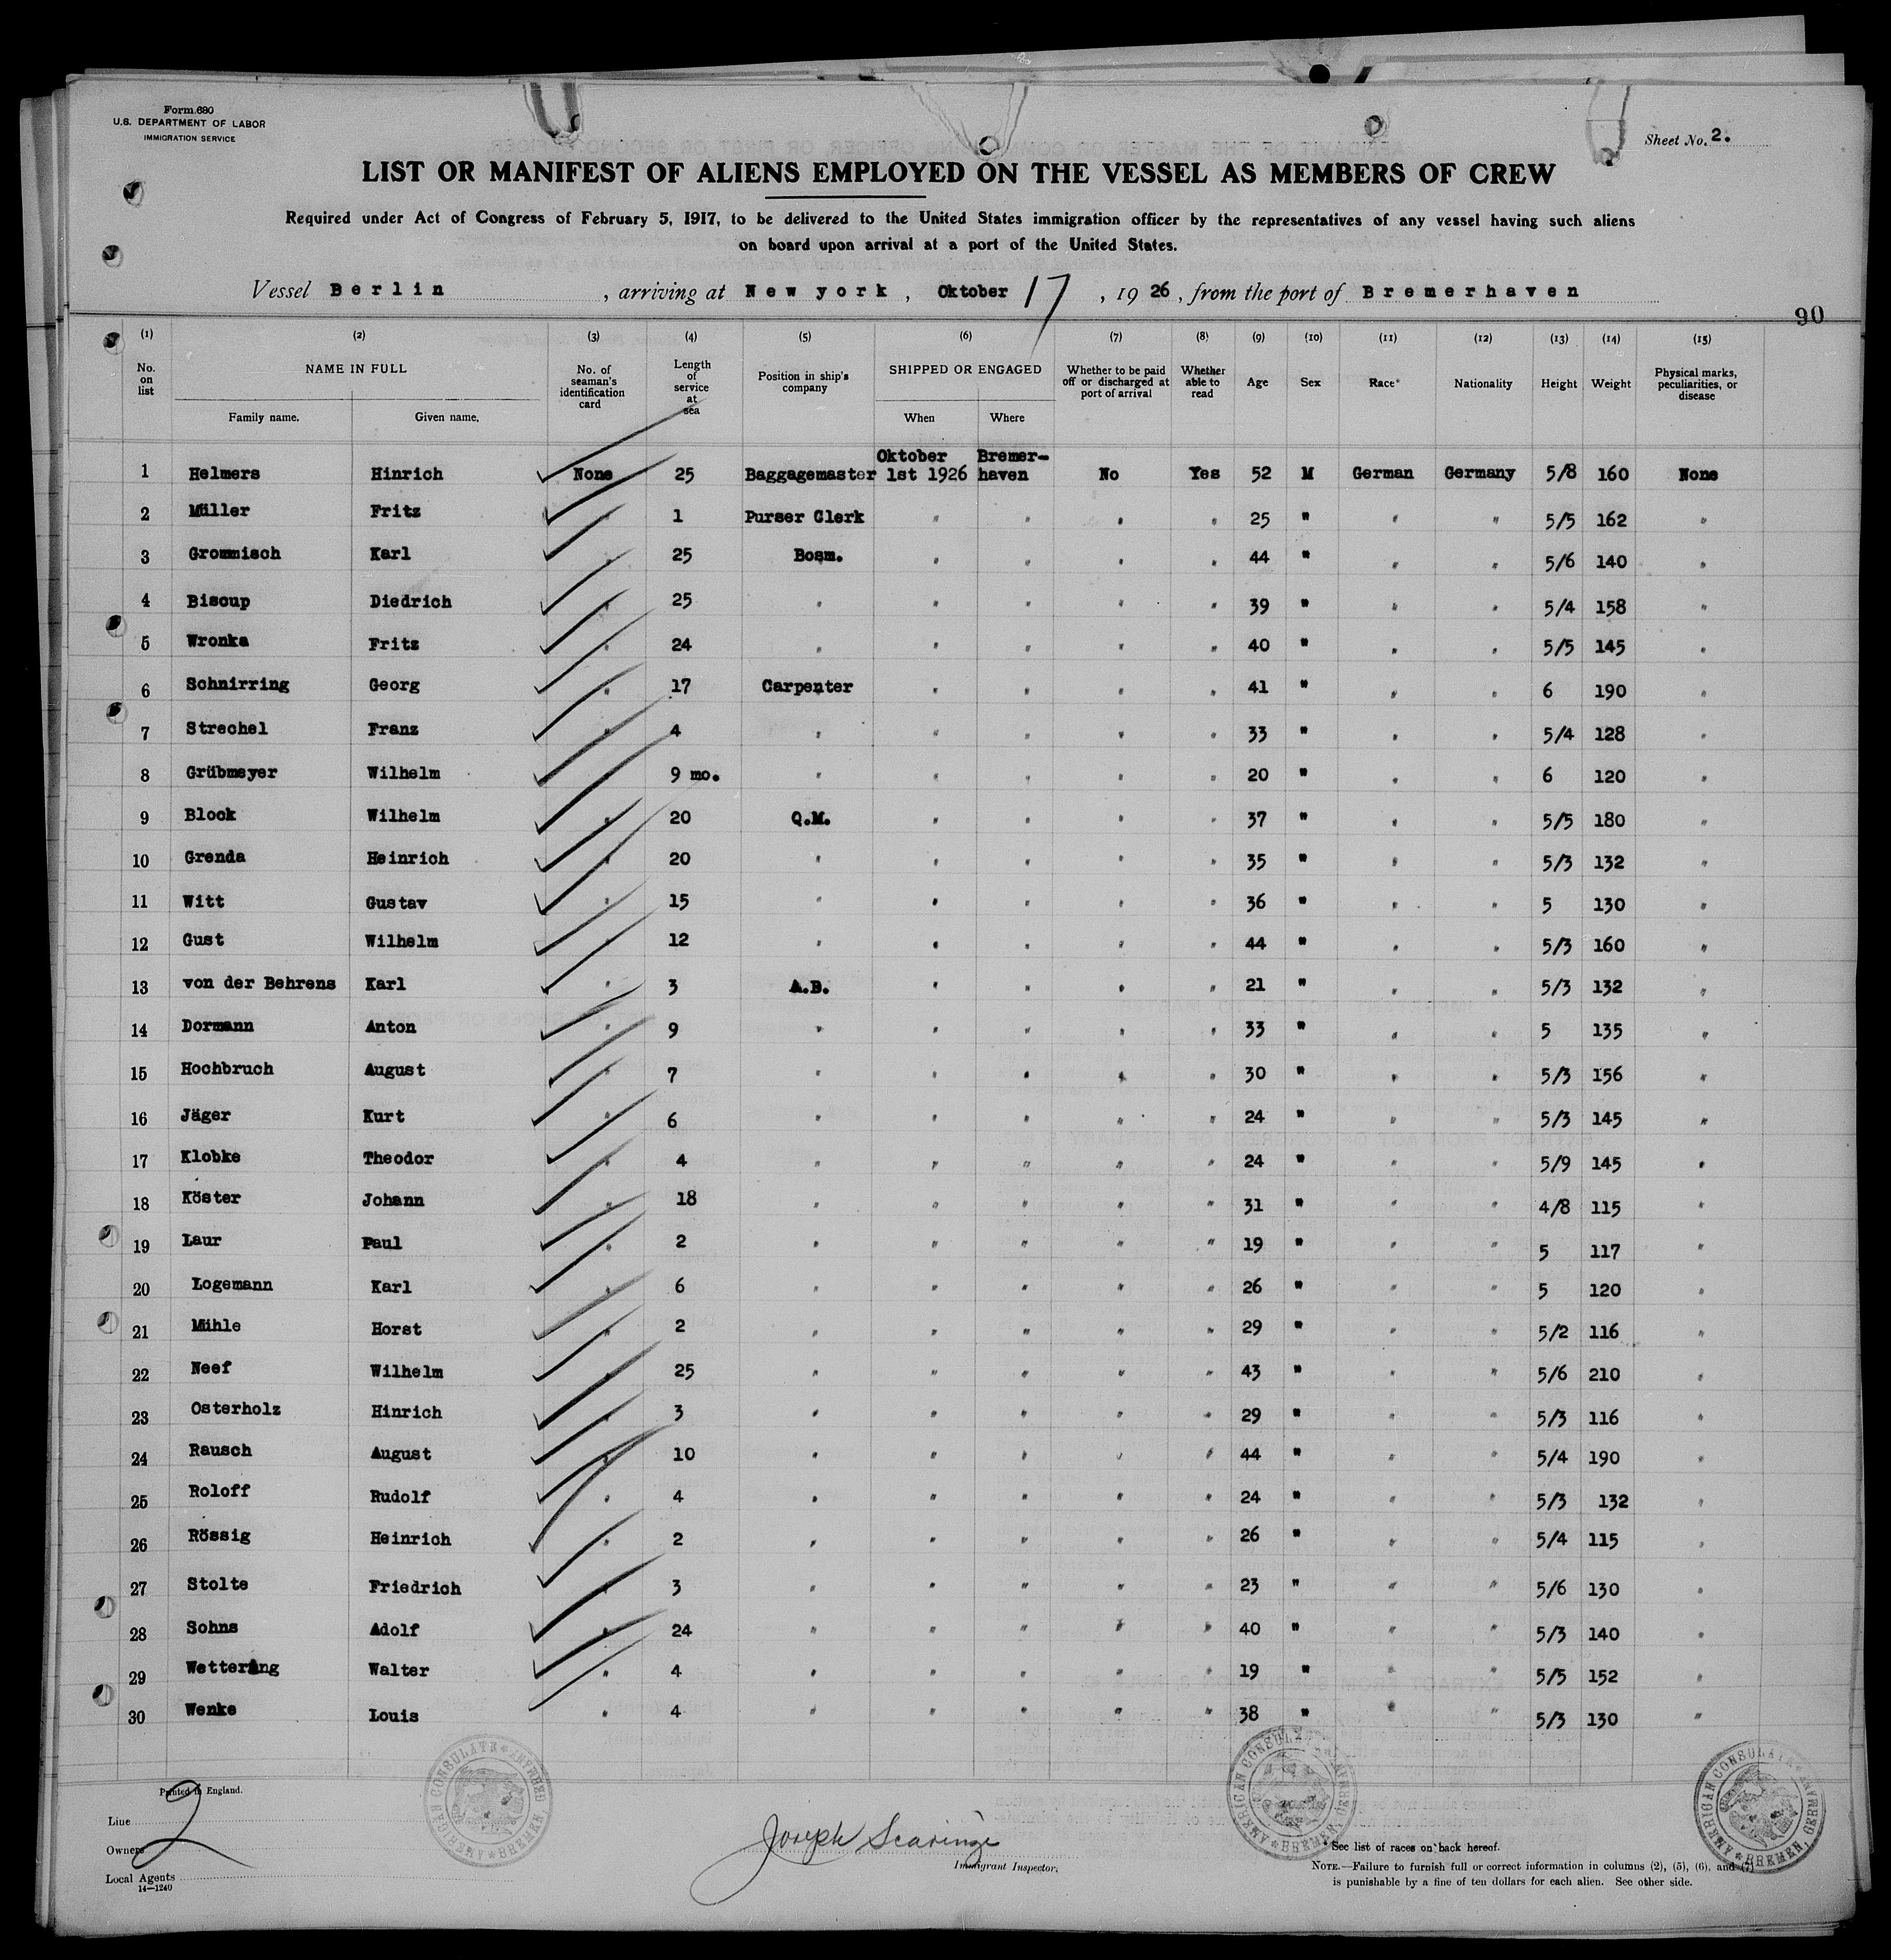 Form 680
U.S. DEPARTMENT OF LABOR
IMMIGRATION SERVICE
Sheet No. 2.
LIST OR MANIFEST OF ALIENS EMPLOYED ON THE VESSEL AS MEMBERS OF CREW
Required under Act of Congress of February 5, 1917, to be delivered to the United States immigration officer by the representatives of any vessel having such aliens
on board upon arrival at a port of the United States.
Vessel Berlin, arriving at New york, Oktober 17, 1926, from the port of Bremerhaven
90
(1) (2) (3) (4) (5) (6) (7) (8) (9) (10) (11) (12) (13) (14) (15)
No. on list NAME IN FULL Family name. Given name. No. of seaman's identification card Length of service at sea Position in ship's company SHIPPED OR ENGAGED When Where Whether to be paid off or discharged at port of arrival Whether able to read Age Sex Race* Nationality Height Weight Physical marks, peculiarities, or disease
1 Helmers Hinrich None 25 Baggagemaster Oktober 1st 1926 Bremer-haven No Yes 52 M German Germany 5/8 160 None
2 Müller Fritz " 1 Purser Clerk " " " " 25 " " " 5/5 162 "
3 Grommisch Karl " 25 Bosm. " " " " 44 " " " 5/6 140 "
4 Biscup Diedrich " 25 " " " " " 39 " " " 5/4 158 "
5 Wronka Fritz " 24 " " " " " 40 " " " 5/5 145 "
6 Schnirring Georg " 17 Carpenter " " " " 41 " " " 6 190 "
7 Strechel Franz " 4 " " " " " 33 " " " 5/4 128 "
8 Grübmeyer Wilhelm " 9 mo. " " " " " 20 " " " 6 120 "
9 Block Wilhelm " 20 Q.M. " " " " 37 " " " 5/5 180 "
10 Grenda Heinrich " 20 " " " " " 35 " " " 5/3 132 "
11 Witt Gustav " 15 " " " " " 36 " " " 5 130 "
12 Gust Wilhelm " 12 " " " " " 44 " " " 5/3 160 "
13 von der Behrens Karl " 3 A.B. " " " " 21 " " " 5/3 132 "
14 Dormann Anton " 9 " " " " " 33 " " " 5 135 "
15 Hochbruch August " 7 " " " " " 30 " " " 5/3 156 "
16 Jäger Kurt " 6 " " " " " 24 " " " 5/3 145 "
17 Klobke Theodor " 4 " " " " " 24 " " " 5/9 145 "
18 Köster Johann " 18 " " " " " 31 " " " 4/8 115 "
19 Laur Paul " 2 " " " " " 19 " " " 5 117 "
20 Logemann Karl " 6 " " " " " 26 " " " 5 120 "
21 Mühle Horst " 2 " " " " " 29 " " " 5/2 116 "
22 Neef Wilhelm " 25 " " " " " 43 " " " 5/6 210 "
23 Osterholz Hinrich " 3 " " " " " 29 " " " 5/3 116 "
24 Rausch August " 10 " " " " " 44 " " " 5/4 190 "
25 Roloff Rudolf " 4 " " " " " 24 " " " 5/3 132 "
26 Rössig Heinrich " 2 " " " " " 26 " " " 5/4 115 "
27 Stolte Friedrich " 3 " " " " " 23 " " " 5/6 130 "
28 Sohns Adolf " 24 " " " " " 40 " " " 5/3 140 "
29 Wettering Walter " 4 " " " " " 19 " " " 5/5 152 "
30 Wenke Louis " 4 " " " " " 38 " " " 5/3 130 "
Printed in England.
2
Line
Owners
Local Agents
14—1240
AMERICAN CONSULATE BREMEN, GERMANY
Joseph Scaringi
Immigrant Inspector.
AMERICAN CONSULATE BREMEN, GERMANY
AMERICAN CONSULATE BREMEN, GERMANY
* See list of races on back hereof.
NOTE.—Failure to furnish full or correct information in columns (2), (5), (6), and (7)
is punishable by a fine of ten dollars for each alien. See other side.